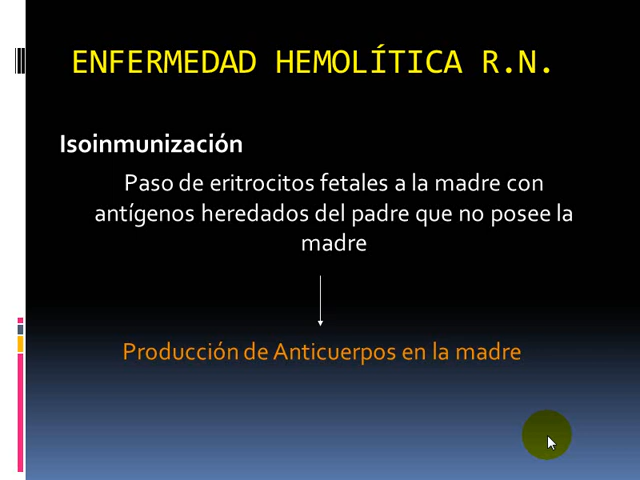 ENFERMEDAD HEMOLÍTICA R.N.
Isoinmunización
Paso de eritrocitos fetales a la madre con
antígenos heredados del padre que no posee la
madre
Producción de Anticuerpos en la madre